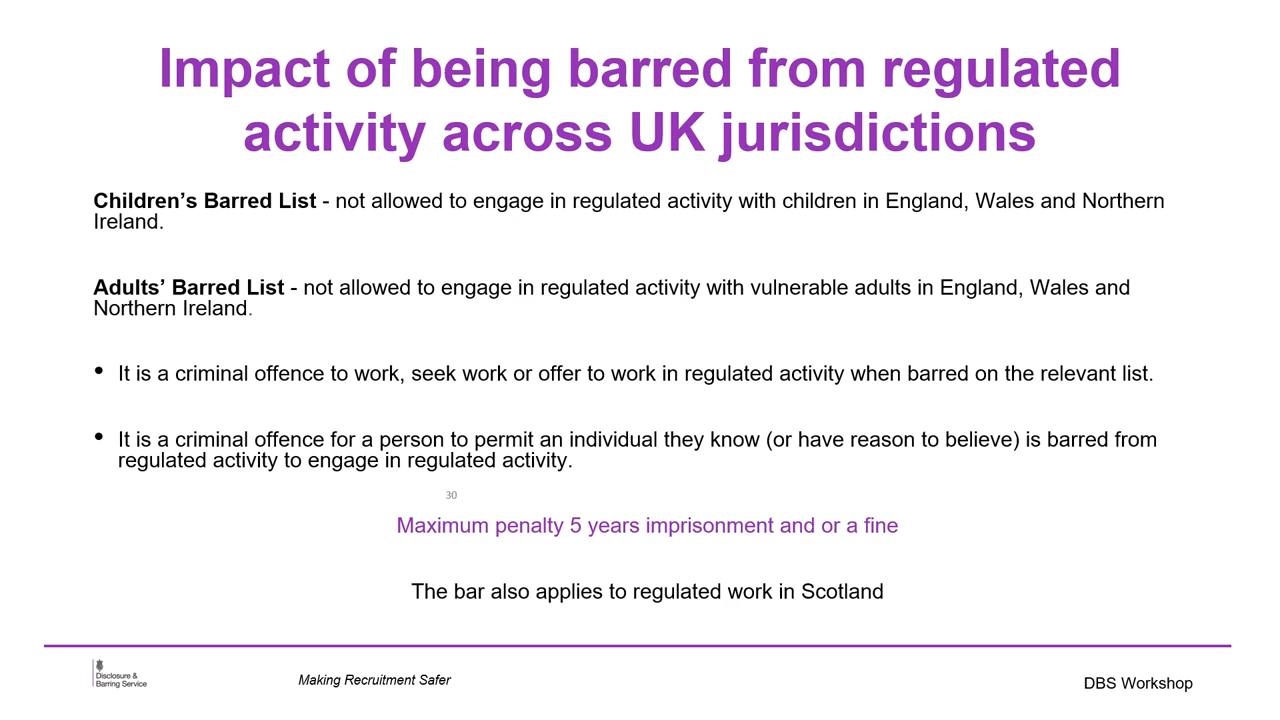 Impact of being barred from regulated
activity across UK jurisdictions
Children’s Barred List - not allowed to engage in regulated activity with children in England, Wales and Northern
Ireland.
Adults’ Barred List - not allowed to engage in regulated activity with vulnerable adults in England, Wales and
Northern Ireland.
• It is a criminal offence to work, seek work or offer to work in regulated activity when barred on the relevant list.
• It is a criminal offence for a person to permit an individual they know (or have reason to believe) is barred from
regulated activity to engage in regulated activity.
30
Maximum penalty 5 years imprisonment and or a fine
The bar also applies to regulated work in Scotland
Disclosure &
Barring Service
Making Recruitment Safer
DBS Workshop